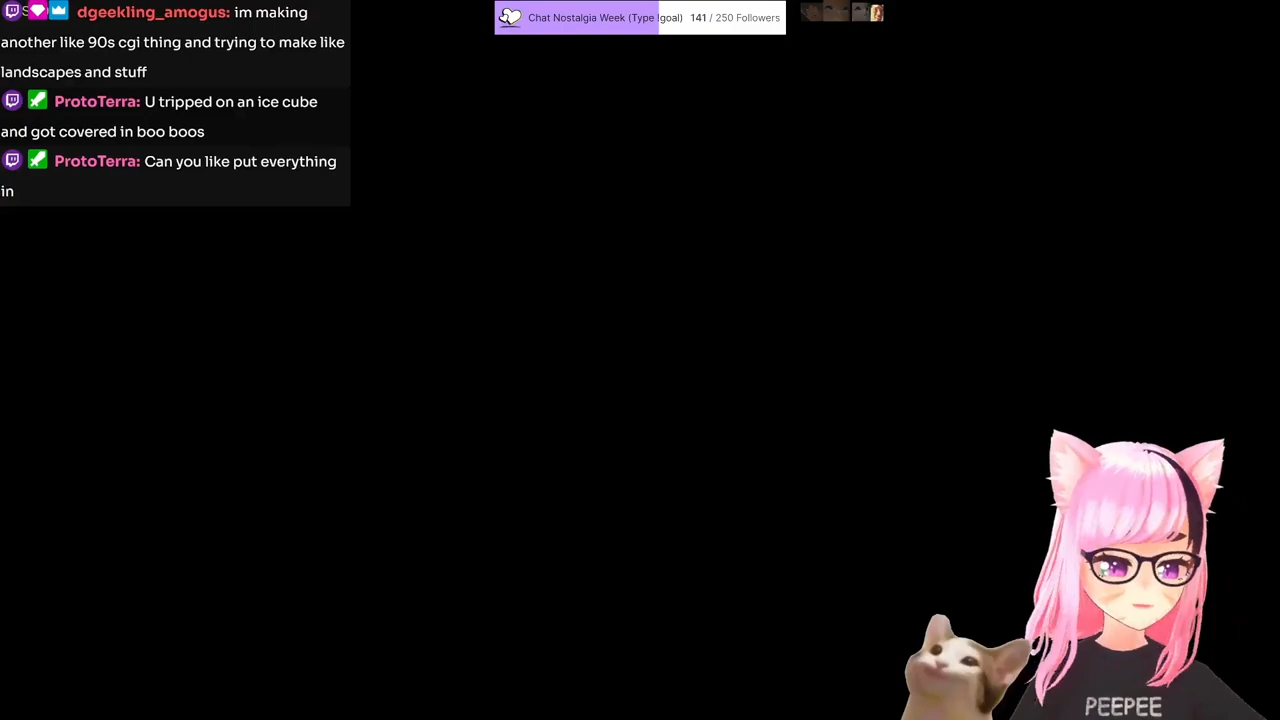 dgeekling_amogus: im making
another like 90s cgi thing and trying to make like
landscapes and stuff
ProtoTerra: U tripped on an ice cube
and got covered in boo boos
ProtoTerra: Can you like put everything
in
Chat Nostalgia Week (Type !goal) 141 / 250 Followers
PEEPEE